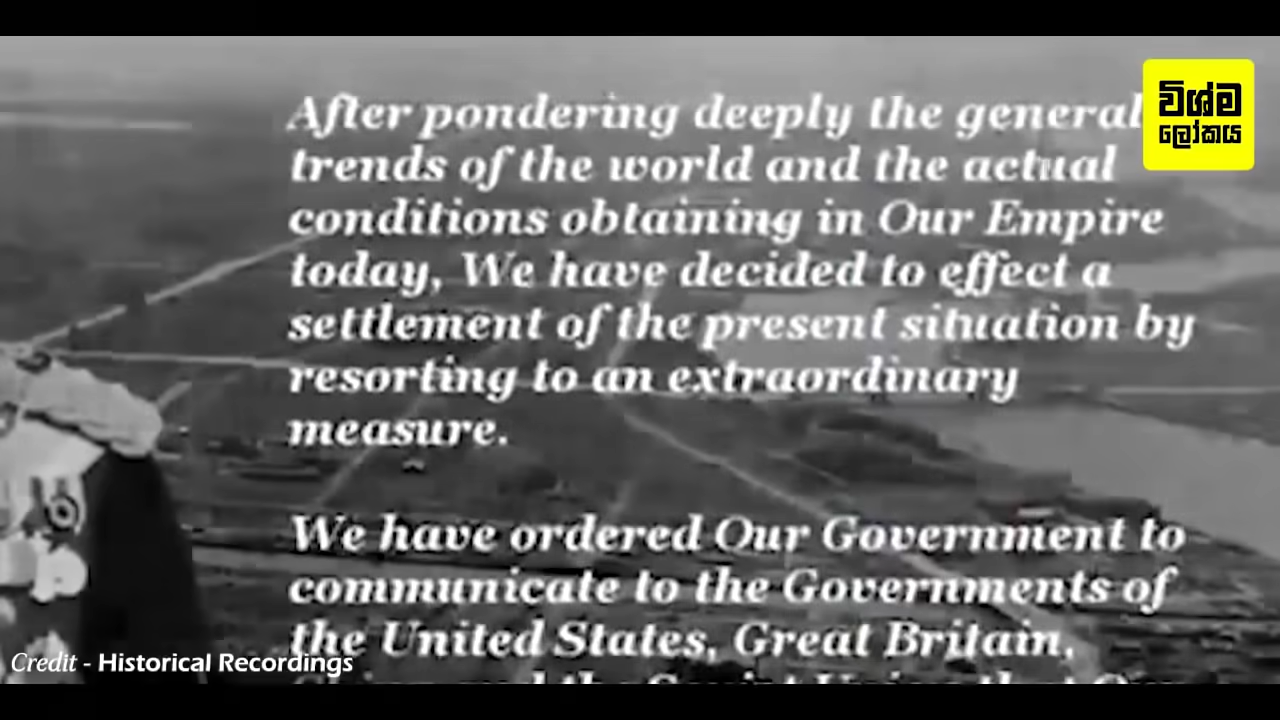 After pondering deeply the general
trends of the world and the actual
conditions obtaining in Our Empire
today, We have decided to effect a
settlement of the present situation by
resorting to an extraordinary
measure.
We have ordered Our Government to
communicate to the Governments of
the United States, Great Britain,
විශ්ම
ලෝකය
Credit - Historical Recordings